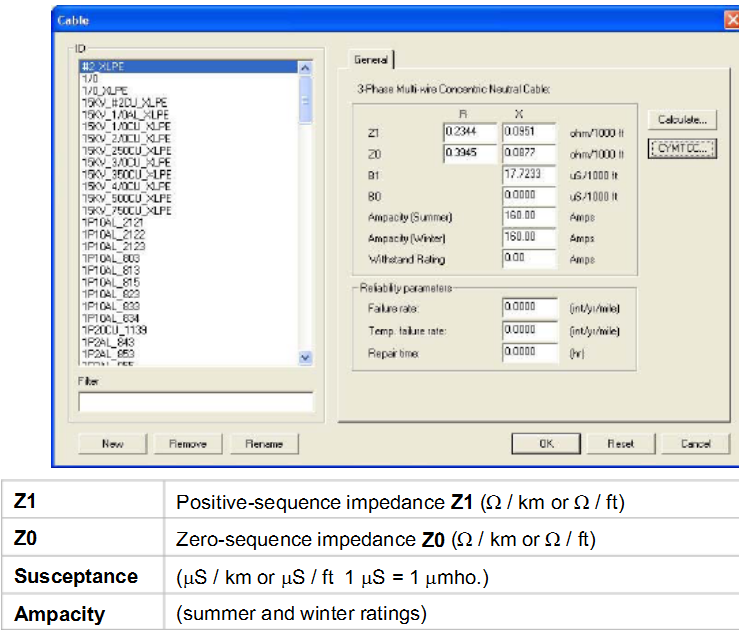 Cable
ID
#2_XLPE
1/0
1/0_XLPE
15KV_#2CU_XLPE
15KV_1/0AL_XLPE
15KV_1/0CU_XLPE
15KV_2/0CU_XLPE
15KV_250CU_XLPE
15KV_3/0CU_XLPE
15KV_350CU_XLPE
15KV_4/0CU_XLPE
15KV_500CU_XLPE
15KV_750CU_XLPE
1P10AL_2121
1P10AL_2122
1P10AL_2123
1P10AL_803
1P10AL_813
1P10AL_815
1P10AL_823
1P10AL_833
1P10AL_834
1P20CU_1139
1P2AL_843
1P2AL_853
Filter
New Remove Rename
General
3-Phase Multi-wire Concentric Neutral Cable:
R X
Z1 0.2344 0.0951 ohm/1000 ft
Z0 0.3945 0.0877 ohm/1000 ft
B1 17.7233 uS/1000 ft
B0 0.0000 uS/1000 ft
Ampacity (Summer) 160.00 Amps
Ampacity (Winter) 160.00 Amps
Withstand Rating 0.00 Amps
Reliability parameters
Failure rate: 0.0000 (int/yr/mile)
Temp. failure rate: 0.0000 (int/yr/mile)
Repair time: 0.0000 (hr)
Calculate...
CYMTCC...
OK Reset Cancel
Z1 Positive-sequence impedance Z1 (Ω / km or Ω / ft)
Z0 Zero-sequence impedance Z0 (Ω / km or Ω / ft)
Susceptance (μS / km or μS / ft 1 μS = 1 μmho.)
Ampacity (summer and winter ratings)